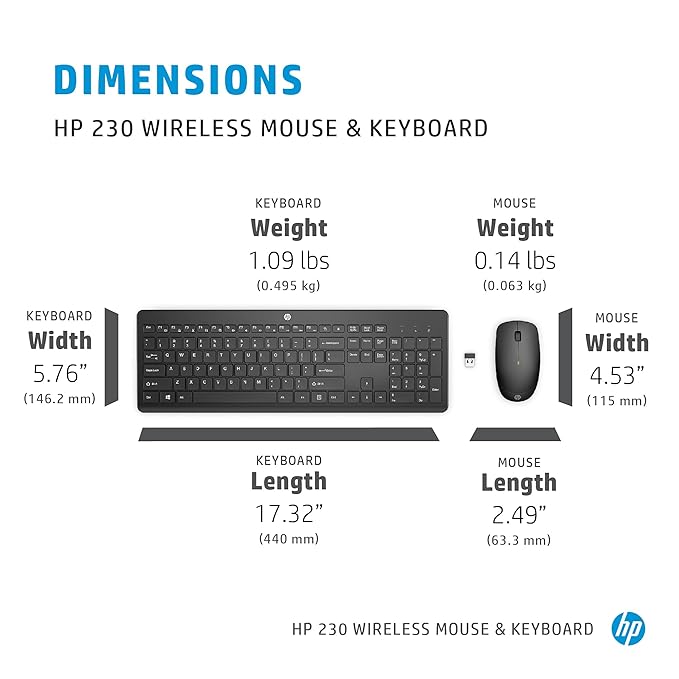 DIMENSIONS
HP 230 WIRELESS MOUSE & KEYBOARD
KEYBOARD
Weight
1.09 lbs
(0.495 kg)
MOUSE
Weight
0.14 lbs
(0.063 kg)
KEYBOARD
Width
5.76”
(146.2 mm)
MOUSE
Width
4.53”
(115 mm)
KEYBOARD
Length
17.32”
(440 mm)
MOUSE
Length
2.49”
(63.3 mm)
HP 230 WIRELESS MOUSE & KEYBOARD
hp